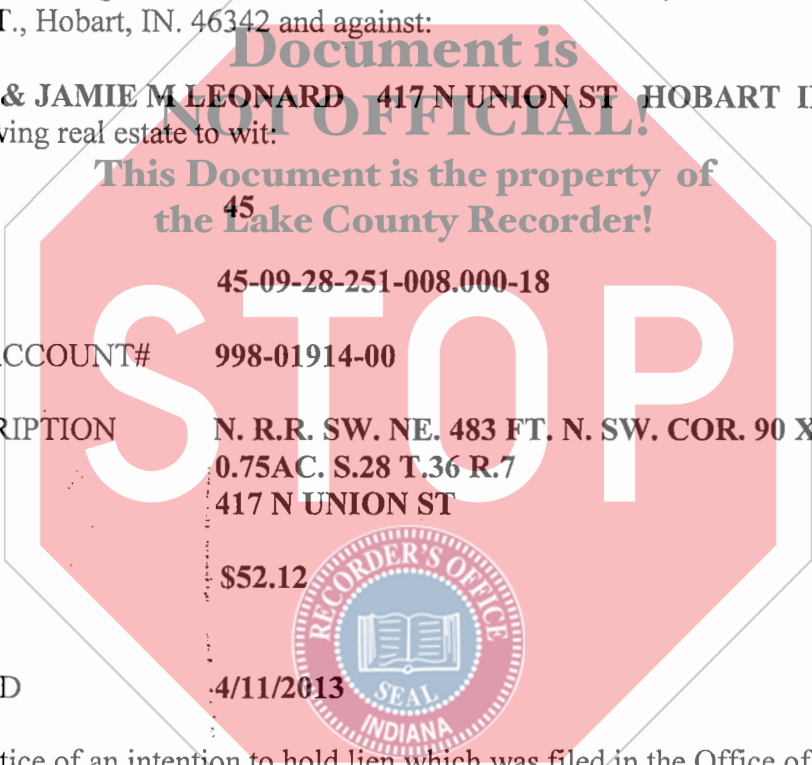 T., Hobart, IN. 46342 and against:
Document is
& JAMIE M LEONARD 417 N UNION ST HOBART
NOT OFFICIAL!
ving real estate to wit:
This Document is the property of
45
the Lake County Recorder!
45-09-28-251-008.000-18
STOP
CCOUNT# 998-01914-00
RIPTION N. R.R. SW. NE. 483 FT. N. SW. COR. 90 X
0.75AC. S.28 T.36 R.7
417 N UNION ST
$52.12
RECORDER'S OFFICE
D 4/11/2013
SEAL
INDIANA
tice of an intention to hold lien which was filed in the Office of